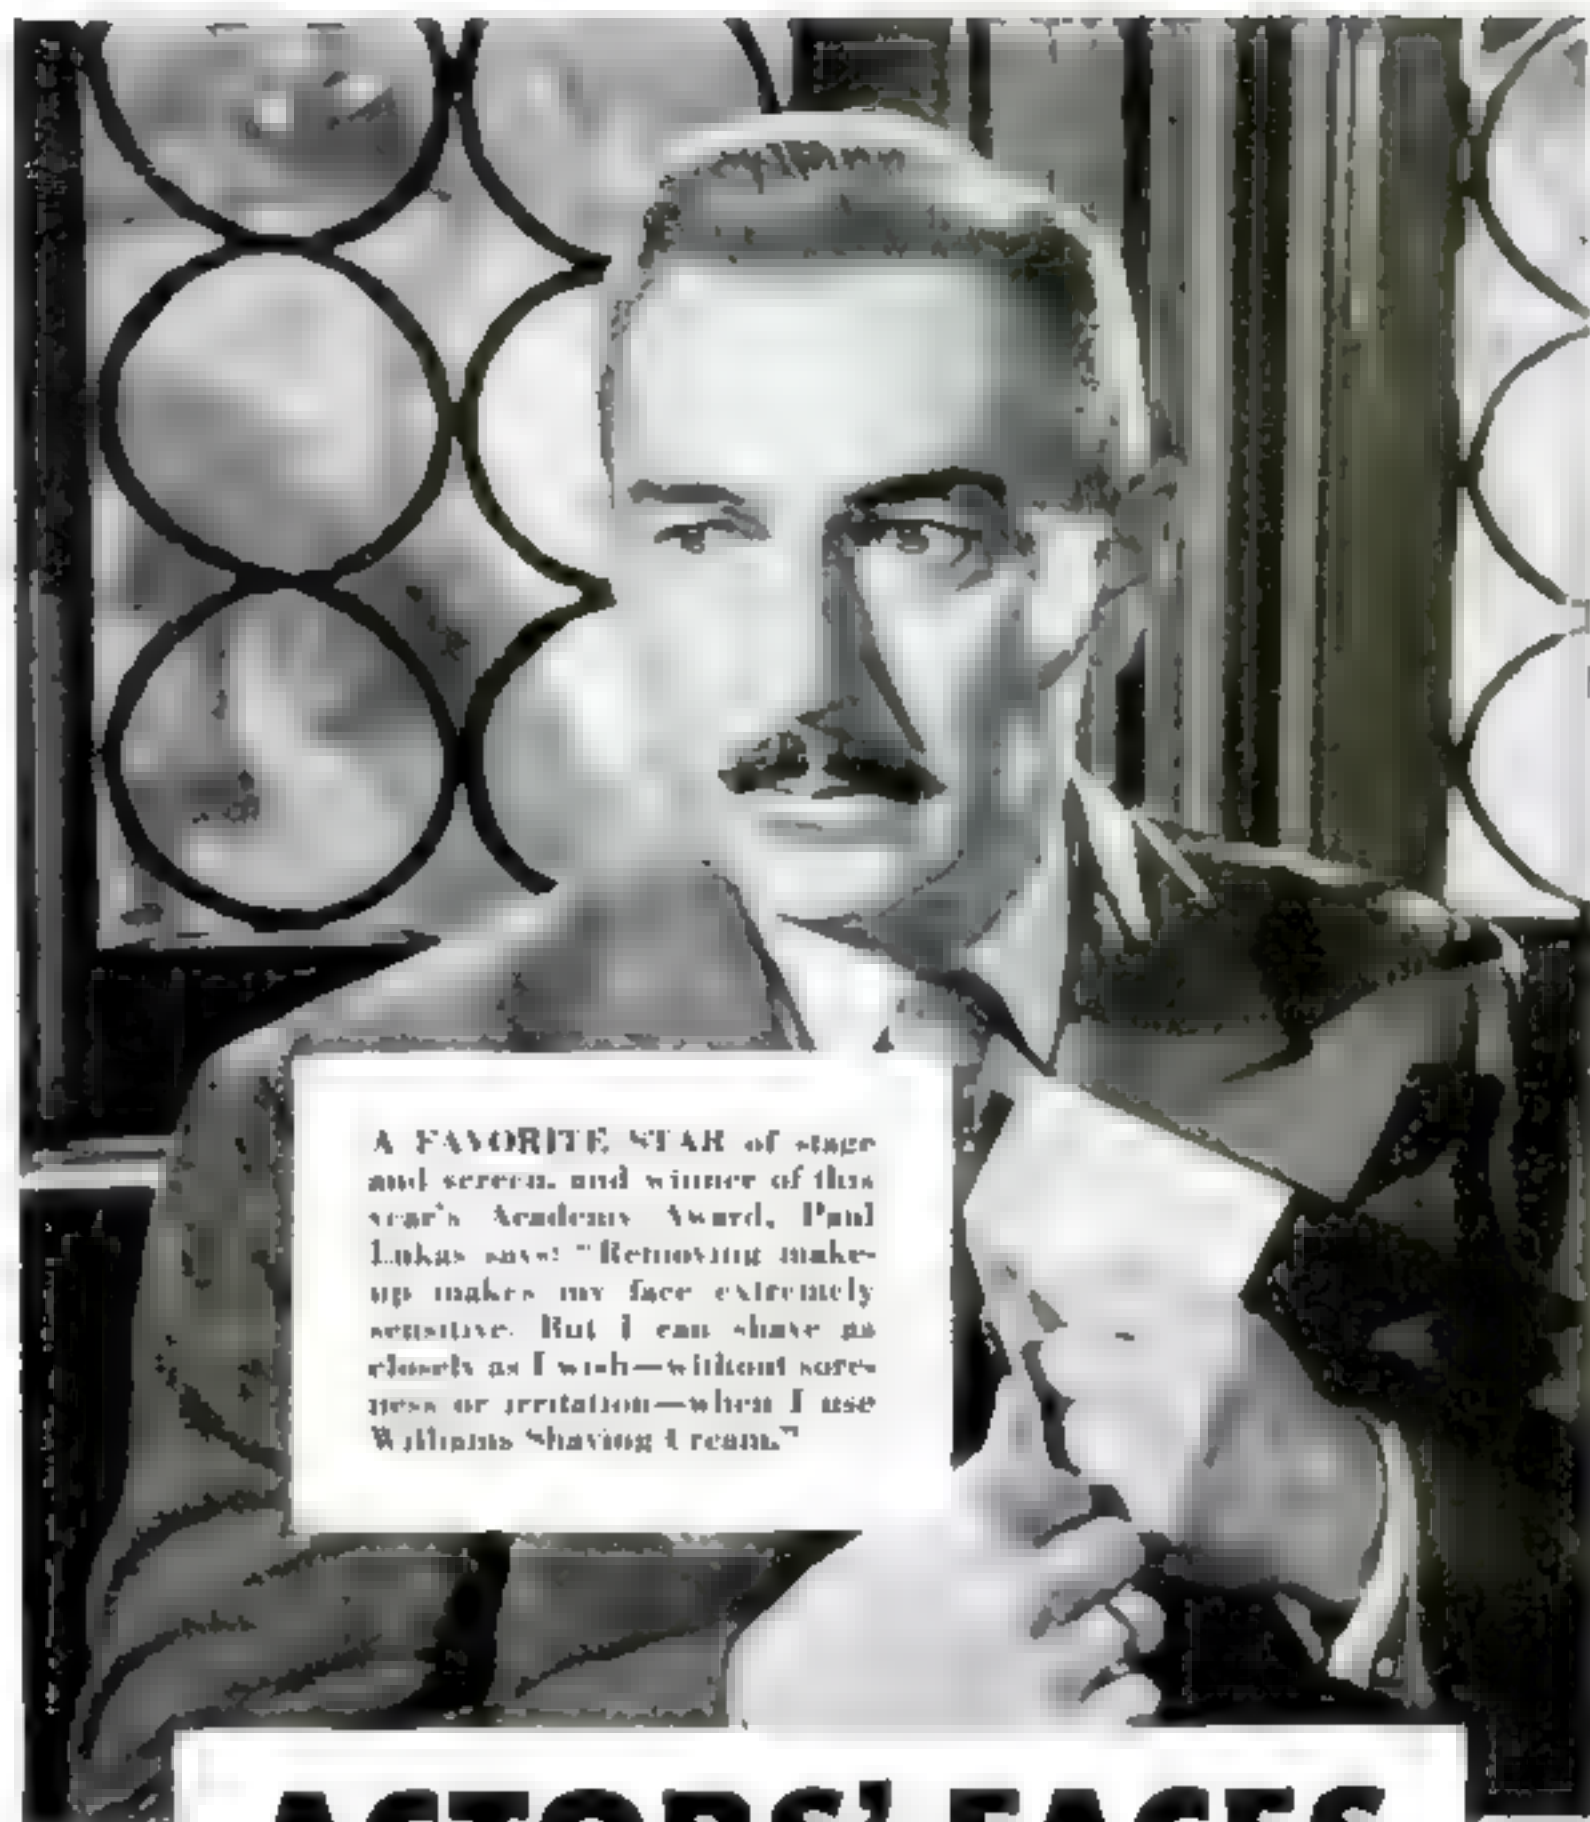 A FAVORITE STAR of stage
and screen, and winner of this
year's Academy Award, Paul
Lukas says: "Removing make-
up makes my face extremely
sensitive. But I can shave as
closely as I wish—without sore-
ness or irritation—when I use
Williams Shaving Cream."
ACTORS' FACES